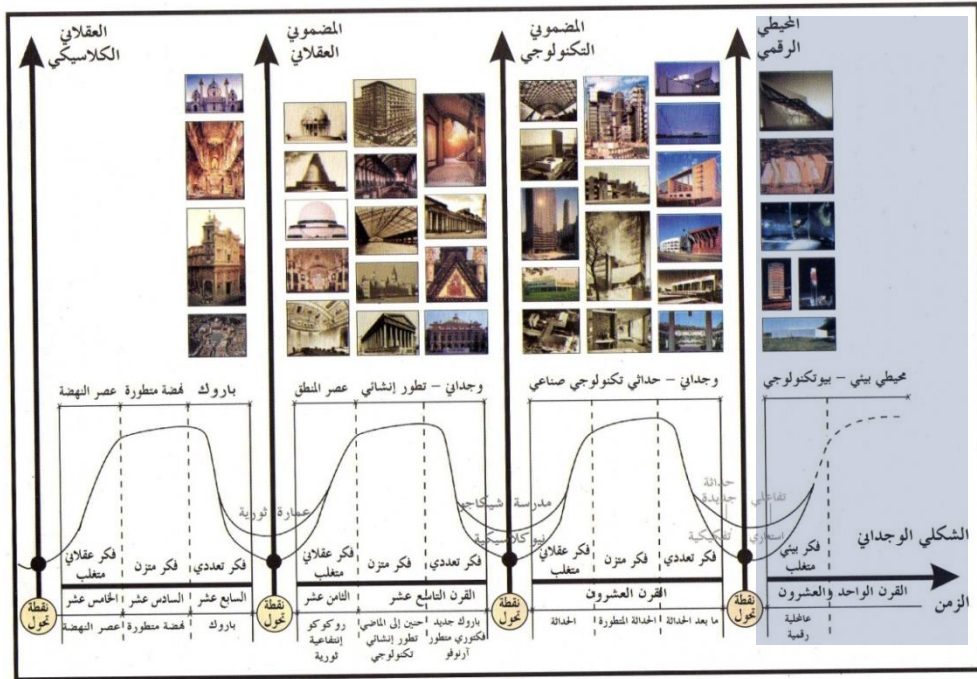 العقلاني
الكلاسيكي
المضموني
العقلاني
المضموني
التكنولوجي
المحيطي
الرقمي
عصر النهضة
نهضة متطورة
باروك
عصر المنطق
وجداني – تطور إنشائي
وجداني – حداثي تكنولوجي صناعي
محيطي بيئي – بيوتكنولوجي
عمارة ثورية
مدرسة شيكاجو
نيو كلاسيكية
حداثة
جديدة
تفكيكية
تفاعلي
استعاري
الشكلي الوجداني
فكر عقلاني
متغلب
فكر متزن
فكر تعددي
فكر عقلاني
متغلب
فكر متزن
فكر تعددي
فكر عقلاني
متغلب
فكر متزن
فكر تعددي
فكر بيئي
متغلب
الخامس عشر
السادس عشر
السابع عشر
الثامن عشر
القرن التاسع عشر
القرن العشرون
القرن الواحد والعشرون
الزمن
نقطة
تحول
نقطة
تحول
نقطة
تحول
نقطة
تحول
عصر النهضة
نهضة متطورة
باروك
روكوكو
إنتفاعية
ثورية
حنين إلى الماضي
تطور إنشائي
تكنولوجي
باروك جديد
فكتوري متطور
آرنوفو
الحداثة
الحداثة المتطورة
ما بعد الحداثة
رقمية